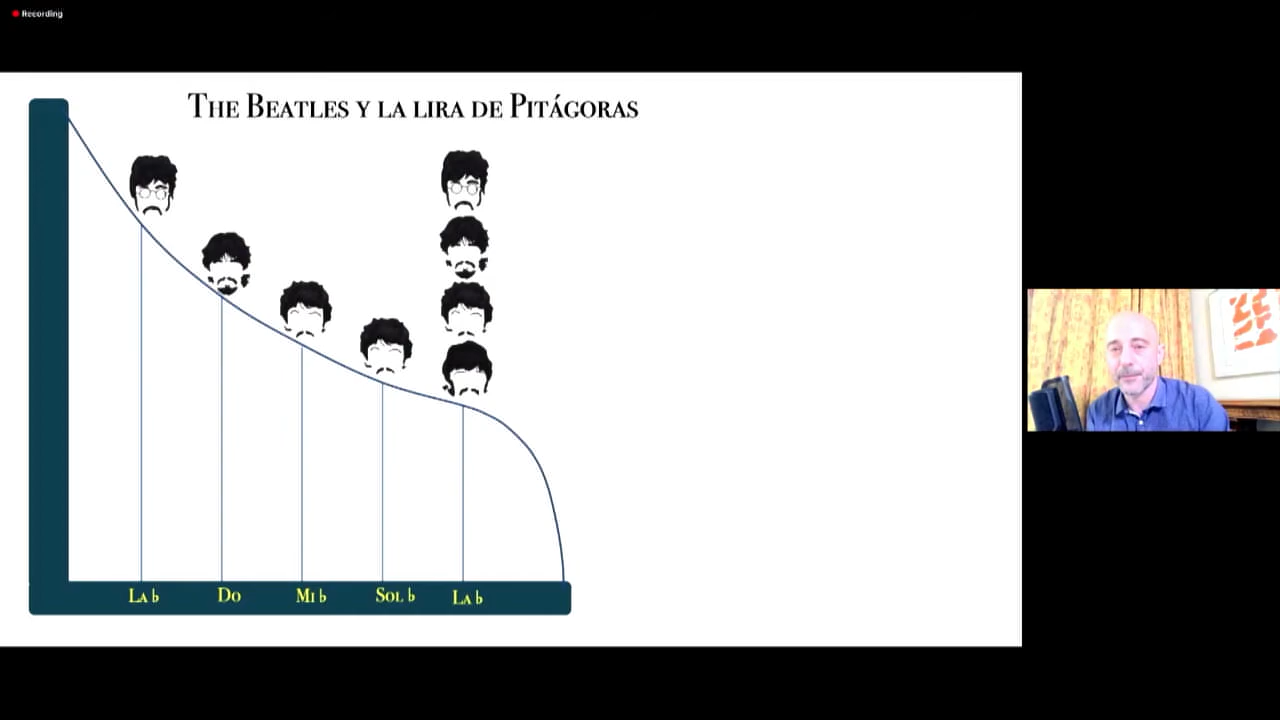 Recording
The Beatles y la lira de Pitágoras
La b Do Mi b Sol b La b